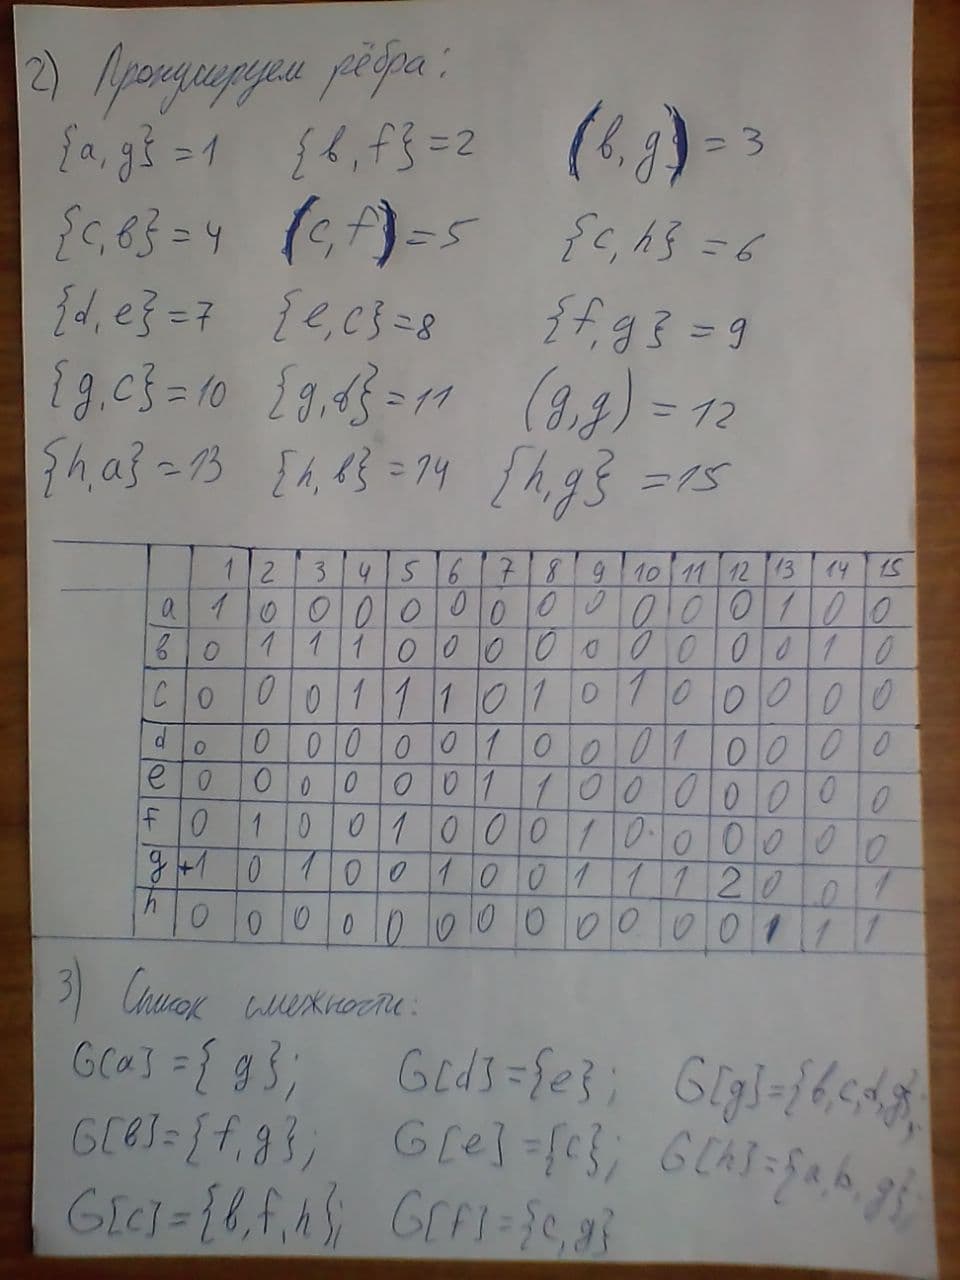 2) Пронумеруем рёбра:
{a, g} = 1 {b, f} = 2 (b, g) = 3
{c, b} = 4 (c, f) = 5 {c, h} = 6
{d, e} = 7 {e, c} = 8 {f, g} = 9
{g, c} = 10 {g, d} = 11 (g, g) = 12
{h, a} = 13 {h, b} = 14 {h, g} = 15
1 2 3 4 5 6 7 8 9 10 11 12 13 14 15
a 1 0 0 0 0 0 0 0 0 0 0 0 1 0 0
b 0 1 1 1 0 0 0 0 0 0 0 0 0 1 0
c 0 0 0 1 1 1 0 1 0 1 0 0 0 0 0
d 0 0 0 0 0 0 1 0 0 0 1 0 0 0 0
e 0 0 0 0 0 0 1 1 0 0 0 0 0 0 0
f 0 1 0 0 1 0 0 0 1 0 0 0 0 0 0
g +1 0 1 0 0 1 0 0 1 1 1 2 0 0 1
h 0 0 0 0 0 0 0 0 0 0 0 0 1 1 1
3) Список смежности:
G[a] = { g}; G[d] = {e}; G[g] = {b, c, d, g};
G[b] = {f, g}; G[e] = {c}; G[h] = {a, b, g};
G[c] = {b, f, h}; G[f] = {c, g}